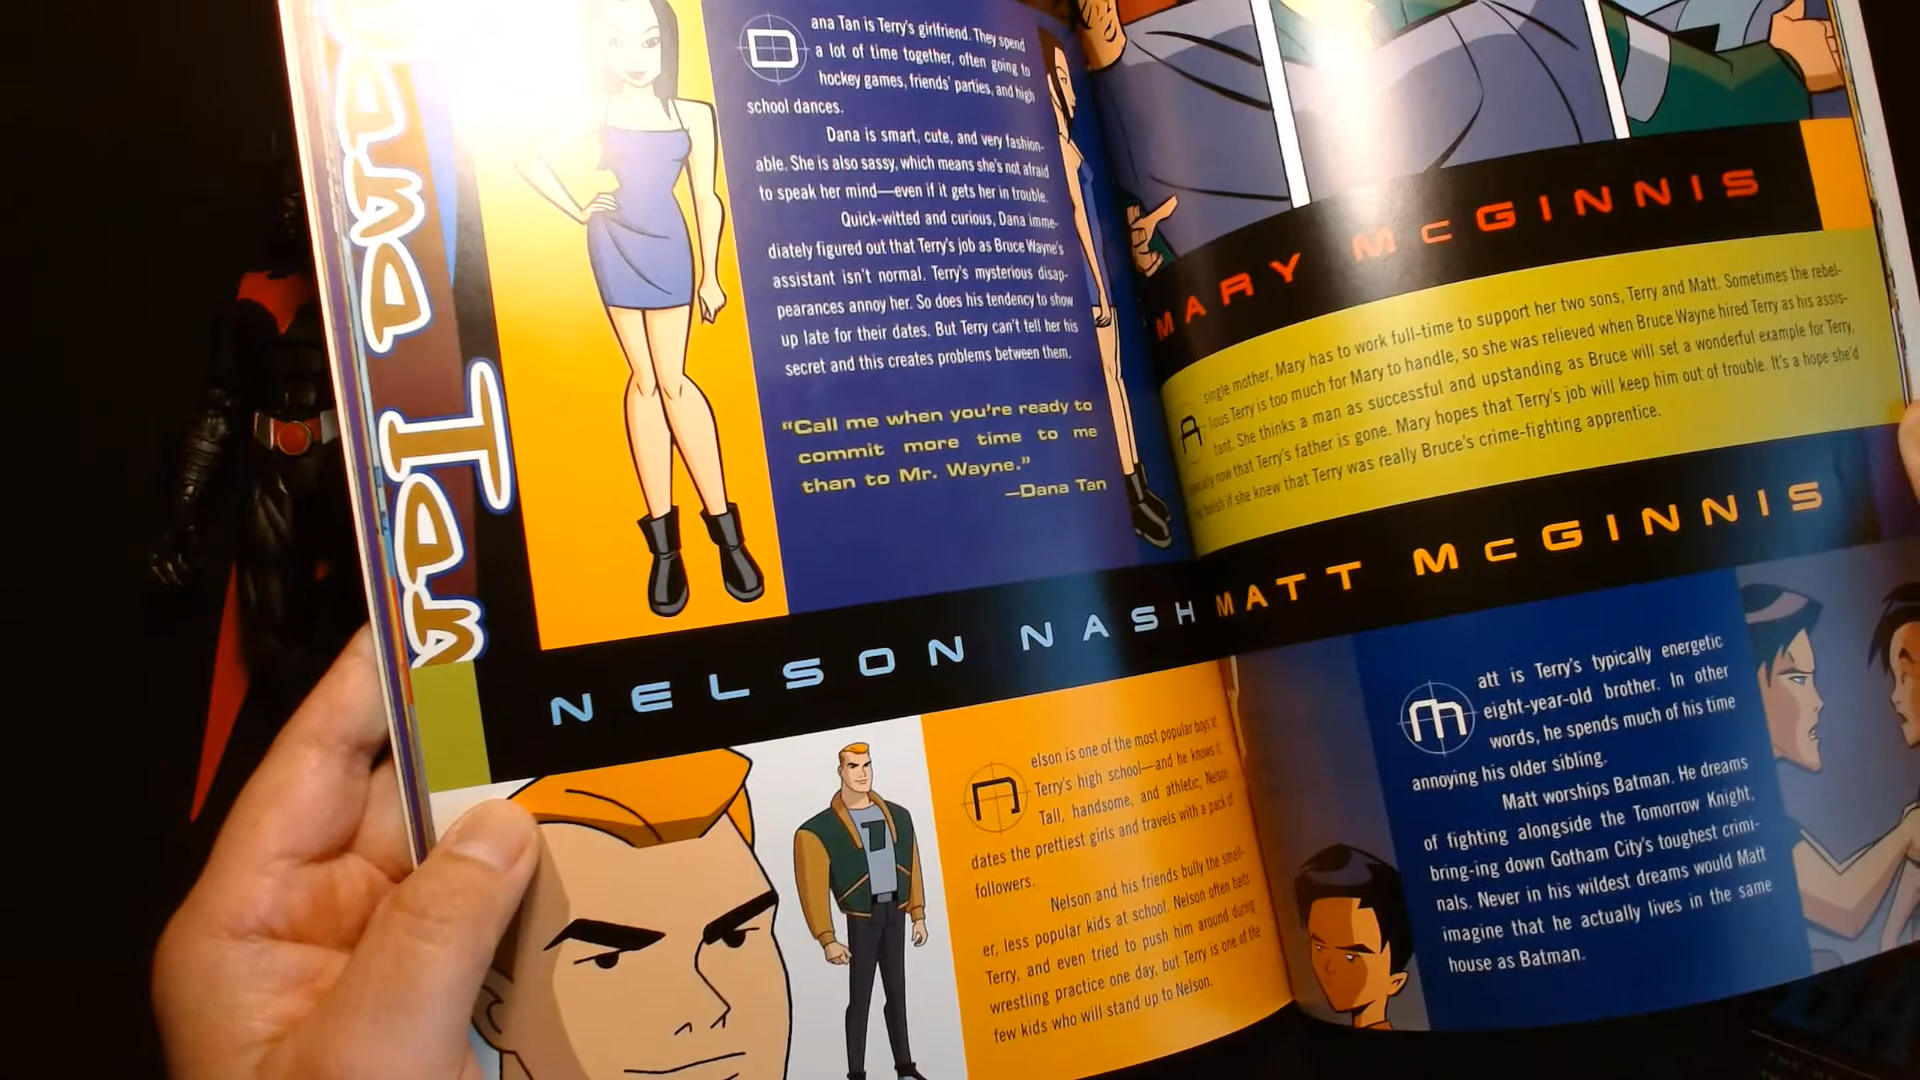 Dana Tan
Dana Tan is Terry's girlfriend. They spend
a lot of time together, often going to
hockey games, friends' parties, and high
school dances.
Dana is smart, cute, and very fashion-
able. She is also sassy, which means she's not afraid
to speak her mind—even if it gets her in trouble.
Quick-witted and curious, Dana imme-
diately figured out that Terry's job as Bruce Wayne's
assistant isn't normal. Terry's mysterious disap-
pearances annoy her. So does his tendency to show
up late for their dates. But Terry can't tell her his
secret and this creates problems between them.
"Call me when you're ready to
commit more time to me
than to Mr. Wayne."
—Dana Tan
NELSON NASH
Nelson is one of the most popular boys at
Terry's high school—and he knows it.
Tall, handsome, and athletic, Nelson
dates the prettiest girls and travels with a pack of
followers.
Nelson and his friends bully the small-
er, less popular kids at school. Nelson often baits
Terry, and even tried to push him around during
wrestling practice one day, but Terry is one of the
few kids who will stand up to Nelson.
MARY McGINNIS
A single mother, Mary has to work full-time to support her two sons, Terry and Matt. Sometimes the rebel-
lious Terry is too much for Mary to handle, so she was relieved when Bruce Wayne hired Terry as his assis-
tant. She thinks a man as successful and upstanding as Bruce will set a wonderful example for Terry,
now that Terry's father is gone. Mary hopes that Terry's job will keep him out of trouble. It's a hope she'd
if she knew that Terry was really Bruce's crime-fighting apprentice.
MATT McGINNIS
Matt is Terry's typically energetic
eight-year-old brother. In other
words, he spends much of his time
annoying his older sibling.
Matt worships Batman. He dreams
of fighting alongside the Tomorrow Knight,
bring-ing down Gotham City's toughest crimi-
nals. Never in his wildest dreams would Matt
imagine that he actually lives in the same
house as Batman.